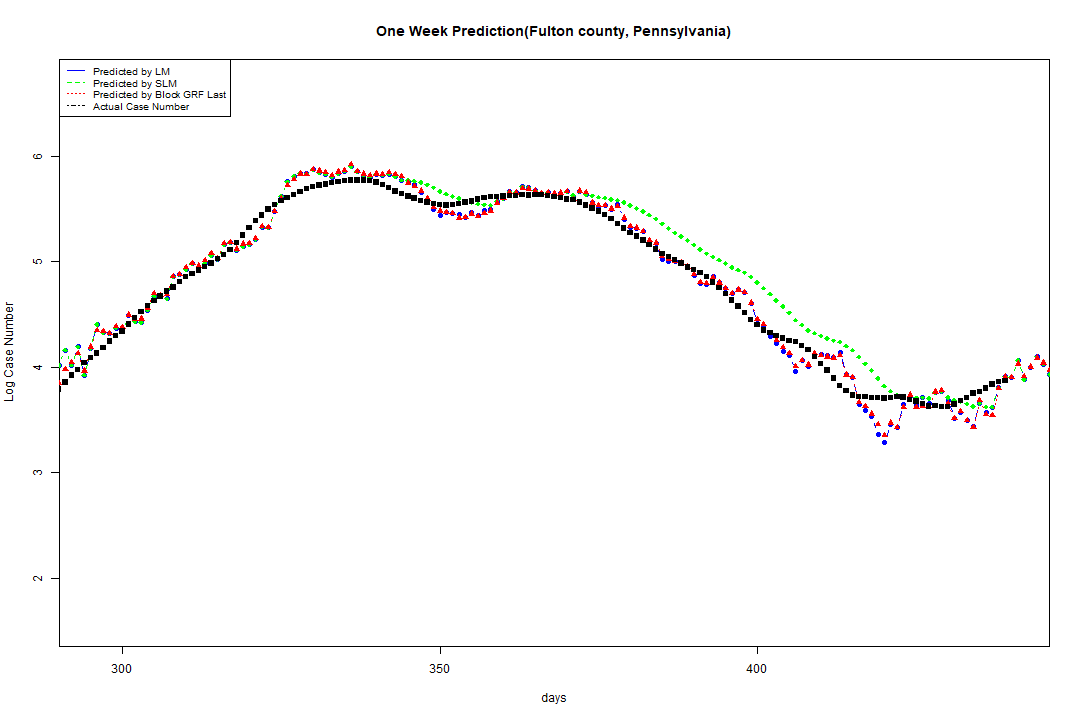 One Week Prediction(Fulton county, Pennsylvania)
Predicted by LM
Predicted by SLM
Predicted by Block GRF Last
Actual Case Number
6
5
4
3
2
Log Case Number
300
350
400
days